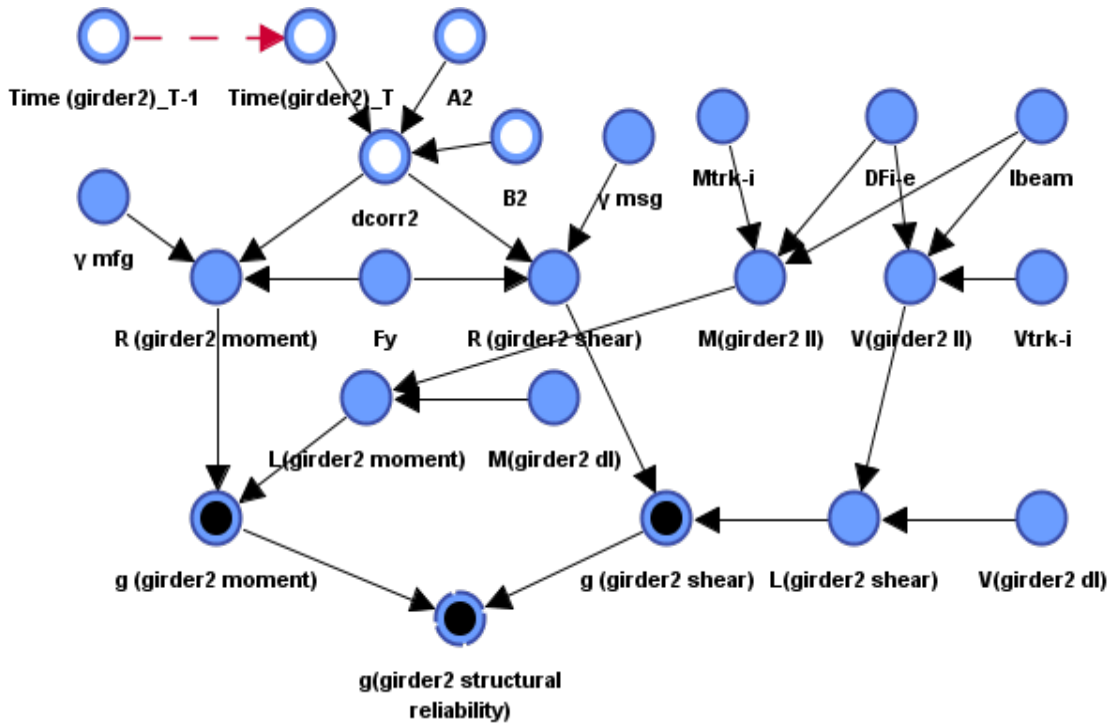 Time (girder2)_T-1
Time(girder2)_T
A2
B2
γ msg
Mtrk-i
DFi-e
Ibeam
dcorr2
γ mfg
R (girder2 moment)
Fy
R (girder2 shear)
M(girder2 ll)
V(girder2 ll)
Vtrk-i
L(girder2 moment)
M(girder2 dl)
g (girder2 moment)
g (girder2 shear)
L(girder2 shear)
V(girder2 dl)
g(girder2 structural
reliability)